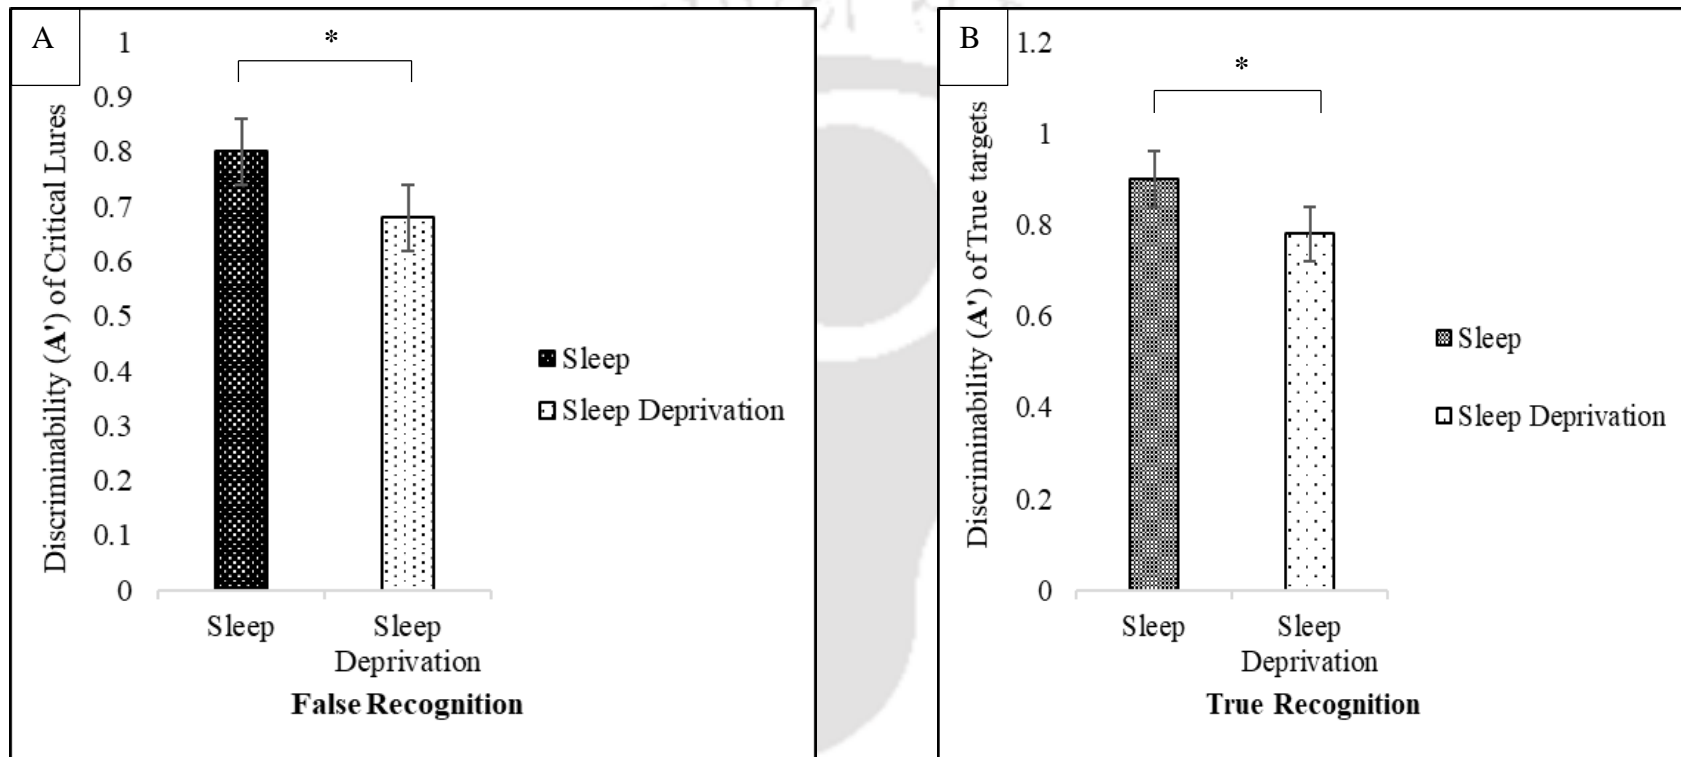 A
*
1
0.9
0.8
0.7
0.6
0.5
0.4
0.3
0.2
0.1
0
Discriminability (A') of Critical Lures
Sleep
Sleep
Deprivation
False Recognition
Sleep
Sleep Deprivation
B
*
1.2
1
0.8
0.6
0.4
0.2
0
Discriminability (A') of True targets
Sleep
Sleep
Deprivation
True Recognition
Sleep
Sleep Deprivation